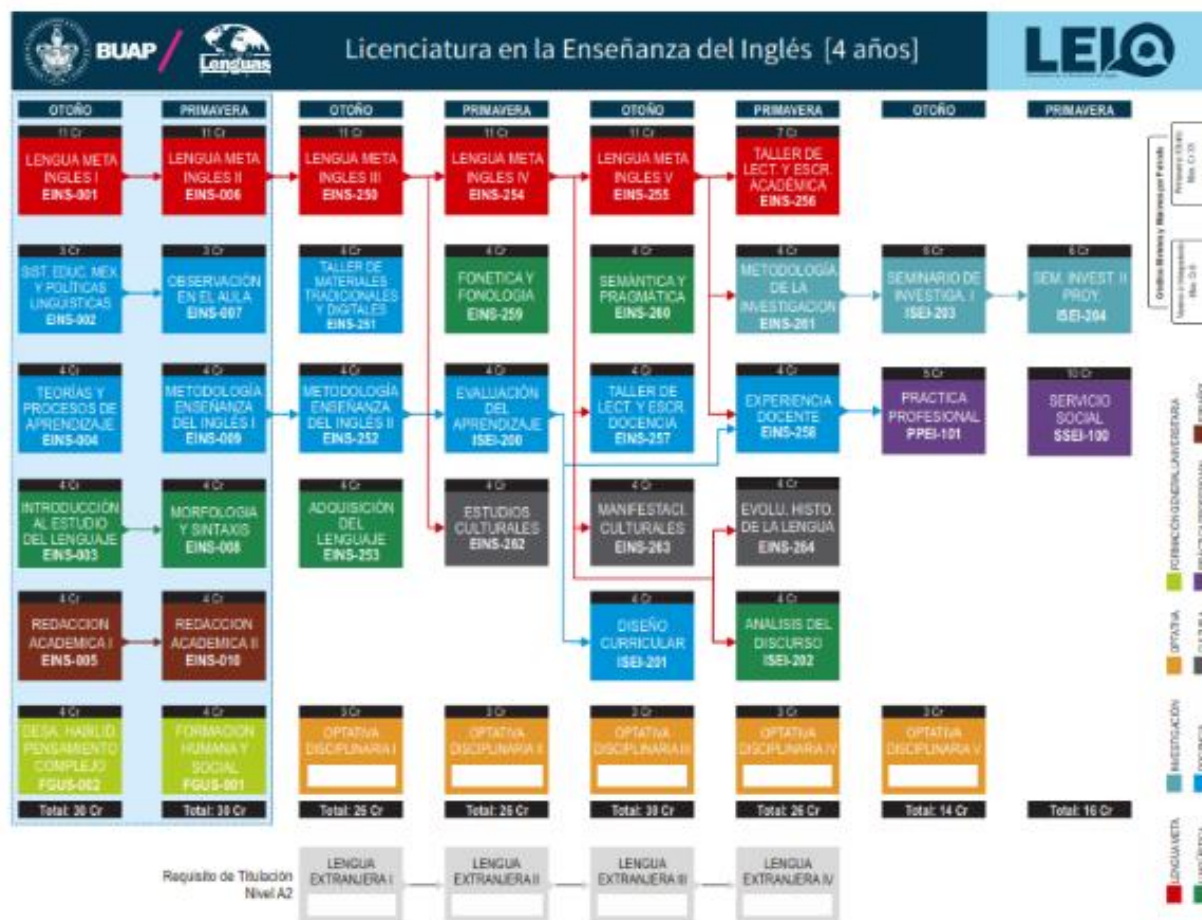 BUAP
Lenguas
Licenciatura en la Enseñanza del Inglés [4 años]
LEI
OTOÑO PRIMAVERA OTOÑO PRIMAVERA OTOÑO PRIMAVERA OTOÑO PRIMAVERA
11 Cr
LENGUA META
INGLES I
EINS-001
11 Cr
LENGUA META
INGLES II
EINS-006
11 Cr
LENGUA META
INGLES III
EINS-250
11 Cr
LENGUA META
INGLES IV
EINS-254
11 Cr
LENGUA META
INGLES V
EINS-255
7 Cr
TALLER DE
LECT. Y ESCR.
ACADÉMICA
EINS-256
3 Cr
SIST. EDUC. MEX
Y POLÍTICAS
LINGÜISTICAS
EINS-002
3 Cr
OBSERVACIÓN
EN EL AULA
EINS-007
4 Cr
TALLER DE
MATERIALES
TRADICIONALES
Y DIGITALES
EINS-251
4 Cr
FONÉTICA Y
FONOLOGIA
EINS-259
4 Cr
SEMÀNTICA Y
PRAGMÁTICA
EINS-260
4 Cr
METODOLOGÍA
DE LA
INVESTIGACION
EINS-261
6 Cr
SEMINARIO DE
INVESTIGA. I
ISEI-203
6 Cr
SEM. INVEST. II
PROY.
ISEI-204
4 Cr
TEORÍAS Y
PROCESOS DE
APRENDIZAJE
EINS-004
4 Cr
METODOLOGÍA
ENSEÑANZA
DEL INGLÉS I
EINS-009
4 Cr
METODOLOGÍA
ENSEÑANZA
DEL INGLÉS II
EINS-252
4 Cr
EVALUACIÓN
DEL
APRENDIZAJE
ISEI-200
4 Cr
TALLER DE
LECT. Y ESCR.
DOCENCIA
EINS-257
4 Cr
EXPERIENCIA
DOCENTE
EINS-258
5 Cr
PRÁCTICA
PROFESIONAL
PPEI-101
10 Cr
SERVICIO
SOCIAL
SSEI-100
4 Cr
INTRODUCCIÓN
AL ESTUDIO
DEL LENGUAJE
EINS-003
4 Cr
MORFOLOGIA
Y SINTAXIS
EINS-008
4 Cr
ADQUISICIÓN
DEL
LENGUAJE
EINS-253
4 Cr
ESTUDIOS
CULTURALES
EINS-262
4 Cr
MANIFESTACI.
CULTURALES
EINS-263
4 Cr
EVOLU. HISTO.
DE LA LENGUA
EINS-264
4 Cr
REDACCION
ACADEMICA I
EINS-005
4 Cr
REDACCION
ACADEMICA II
EINS-010
4 Cr
DISEÑO
CURRICULAR
ISEI-201
4 Cr
ANALISIS DEL
DISCURSO
ISEI-202
4 Cr
DESA. HABILID.
PENSAMIENTO
COMPLEJO
FGUS-002
4 Cr
FORMACION
HUMANA Y
SOCIAL
FGUS-001
3 Cr
OPTATIVA
DISCIPLINARIA I
3 Cr
OPTATIVA
DISCIPLINARIA II
3 Cr
OPTATIVA
DISCIPLINARIA III
3 Cr
OPTATIVA
DISCIPLINARIA IV
3 Cr
OPTATIVA
DISCIPLINARIA V
Total: 30 Cr Total: 30 Cr Total: 26 Cr Total: 26 Cr Total: 30 Cr Total: 26 Cr Total: 14 Cr Total: 16 Cr
Requisito de Titulación
Nivel A2
LENGUA
EXTRANJERA I
LENGUA
EXTRANJERA II
LENGUA
EXTRANJERA III
LENGUA
EXTRANJERA IV
Créditos Mínimos y Máximos por Periodo
FORMACION GENERAL UNIVERSITARIA
OPTATIVA
INVESTIGACIÓN
LENGUA META